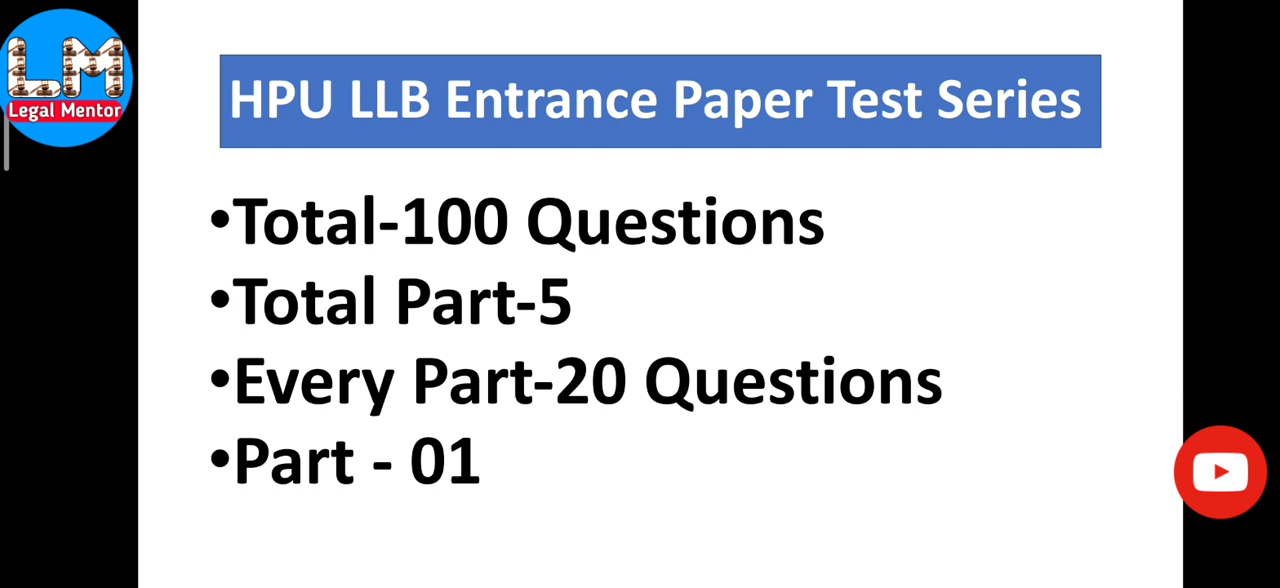 LM
Legal Mentor
HPU LLB Entrance Paper Test Series
•Total-100 Questions
•Total Part-5
•Every Part-20 Questions
•Part - 01